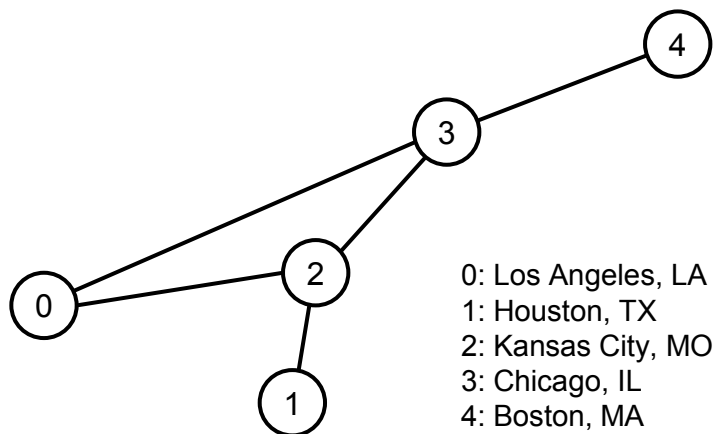 4
3
2
0
1
0: Los Angeles, LA
1: Houston, TX
2: Kansas City, MO
3: Chicago, IL
4: Boston, MA